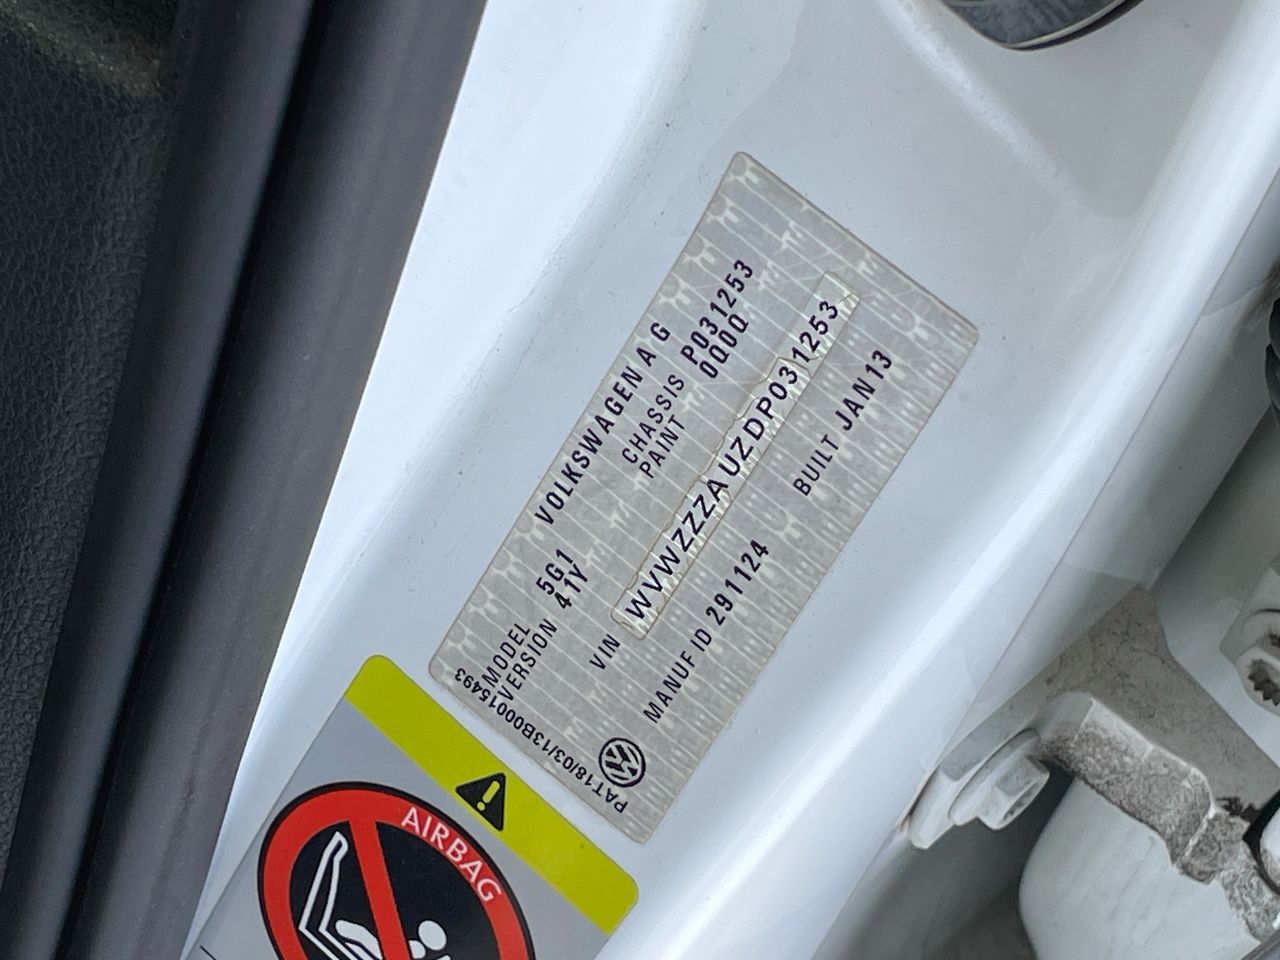 VOLKSWAGEN AG
MODEL 5G1 CHASSIS P031253
VERSION 41V PAINT 0Q0Q
VIN WVWZZZAUZDP031253
MANUF ID 291124 BUILT JAN13
PAT18/03/13B00015493
AIRBAG